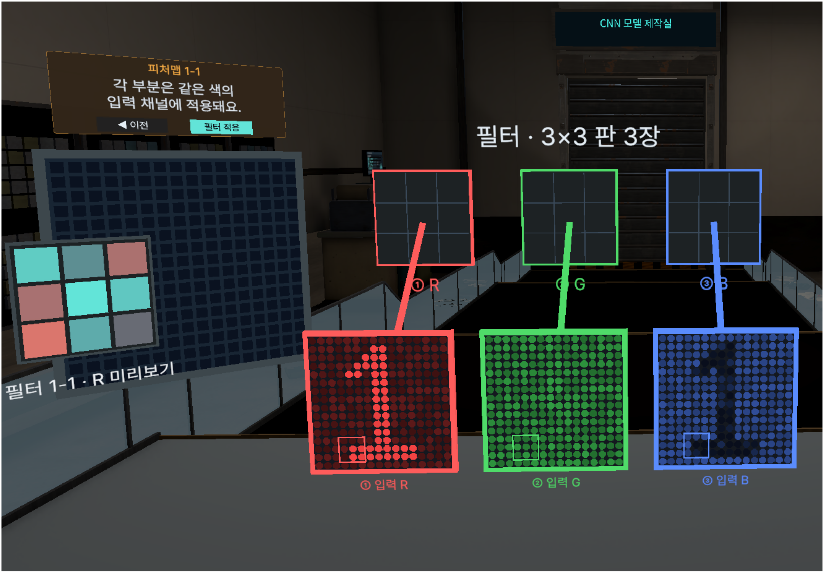 CNN 모델 제작실
피처맵 1-1
각 부분은 같은 색의
입력 채널에 적용돼요.
◀ 이전
필터 적용
필터 · 3×3 판 3장
① R
② G
③ B
필터 1-1 · R 미리보기
① 입력 R
② 입력 G
③ 입력 B